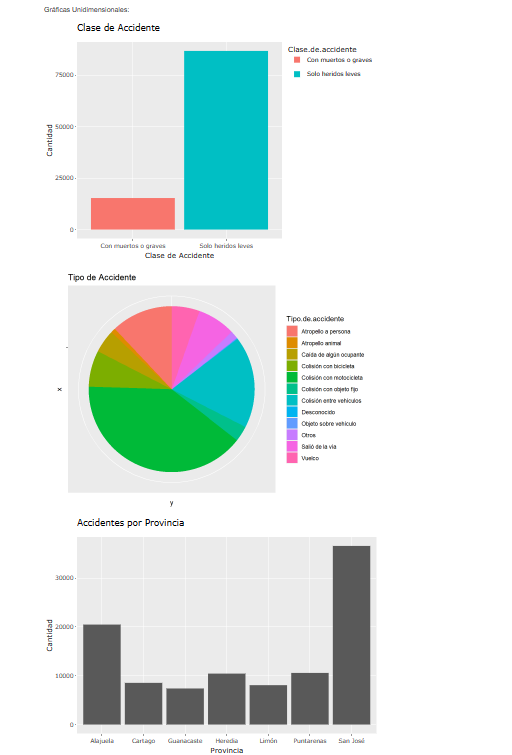 Gráficas Unidimensionales:
Clase de Accidente
Cantidad
75000
50000
25000
0
Con muertos o graves
Solo heridos leves
Clase de Accidente
Clase.de.accidente
Con muertos o graves
Solo heridos leves
Tipo de Accidente
x
y
Tipo.de.accidente
Atropello a persona
Atropello animal
Caida de algún ocupante
Colisión con bicicleta
Colisión con motocicleta
Colisión con objeto fijo
Colisión entre vehículos
Desconocido
Objeto sobre vehículo
Otros
Salió de la vía
Vuelco
Accidentes por Provincia
Cantidad
30000
20000
10000
0
Alajuela
Cartago
Guanacaste
Heredia
Limón
Puntarenas
San José
Provincia